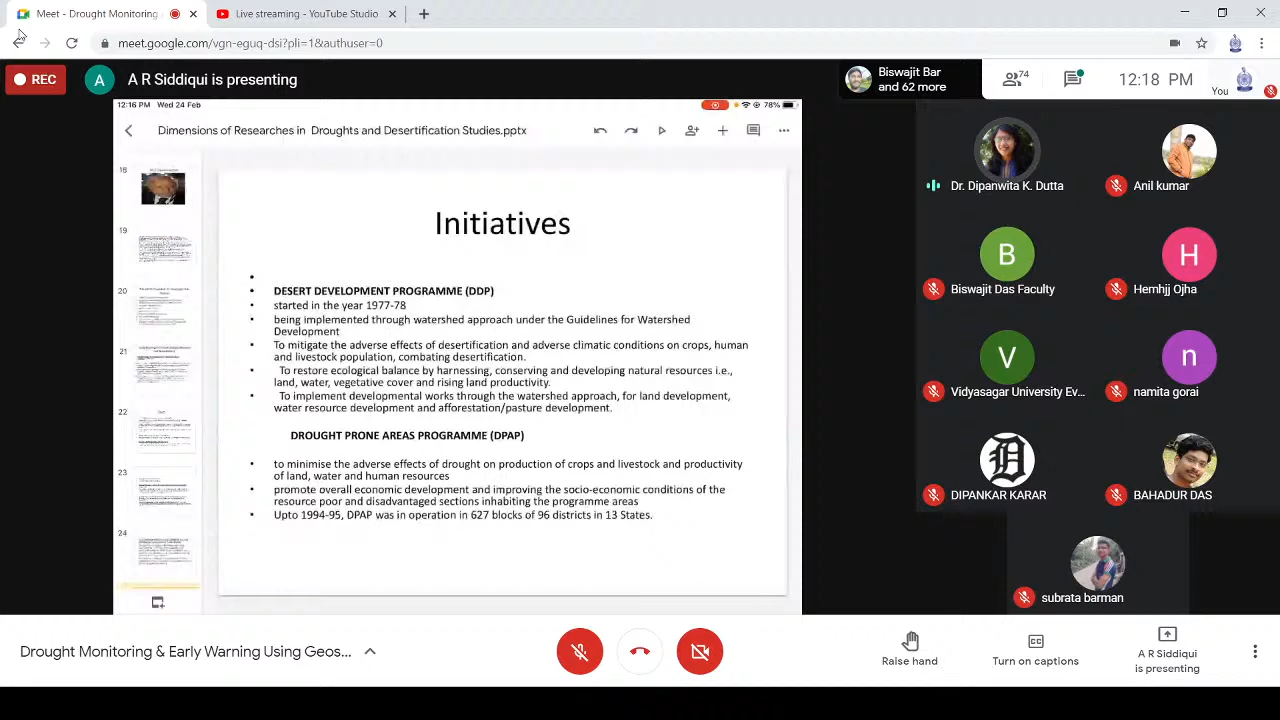 Meet - Drought Monitoring
Live streaming - YouTube Studio
meet.google.com/vgn-eguq-dsi?pli=1&authuser=0
REC
A
A R Siddiqui is presenting
Biswajit Bar
and 62 more
74
12:18 PM
You
12:16 PM Wed 24 Feb
78%
Dimensions of Researches in Droughts and Desertification Studies.pptx
18
19
20
21
22
23
24
Initiatives
DESERT DEVELOPMENT PROGRAMME (DDP)
started in the year 1977-78
being implemented through watershed approach under the Guidelines for Watershed
Development
To mitigate the adverse effects of desertification and adverse climatic conditions on crops, human
and livestock population, combating desertification.
To restore ecological balance by harnessing, conserving and developing natural resources i.e.,
land, water, vegetative cover and rising land productivity.
To implement developmental works through the watershed approach, for land development,
water resource development and afforestation/pasture development.
DROUGHT PRONE AREAS PROGRAMME (DPAP)
to minimise the adverse effects of drought on production of crops and livestock and productivity
of land, water and human resources
promote overall economic development and improving the socio-economic conditions of the
resource poor and disadvantaged sections inhabiting the programme areas
Upto 1994-95, DPAP was in operation in 627 blocks of 96 districts in 13 States.
Dr. Dipanwita K. Dutta
Anil kumar
B
Biswajit Das Faculty
H
Hemhjj Ojha
V
Vidyasagar University Ev...
n
namita gorai
D
DIPANKAR KAHAR
BAHADUR DAS
subrata barman
Drought Monitoring & Early Warning Using Geos...
Raise hand
Turn on captions
A R Siddiqui
is presenting